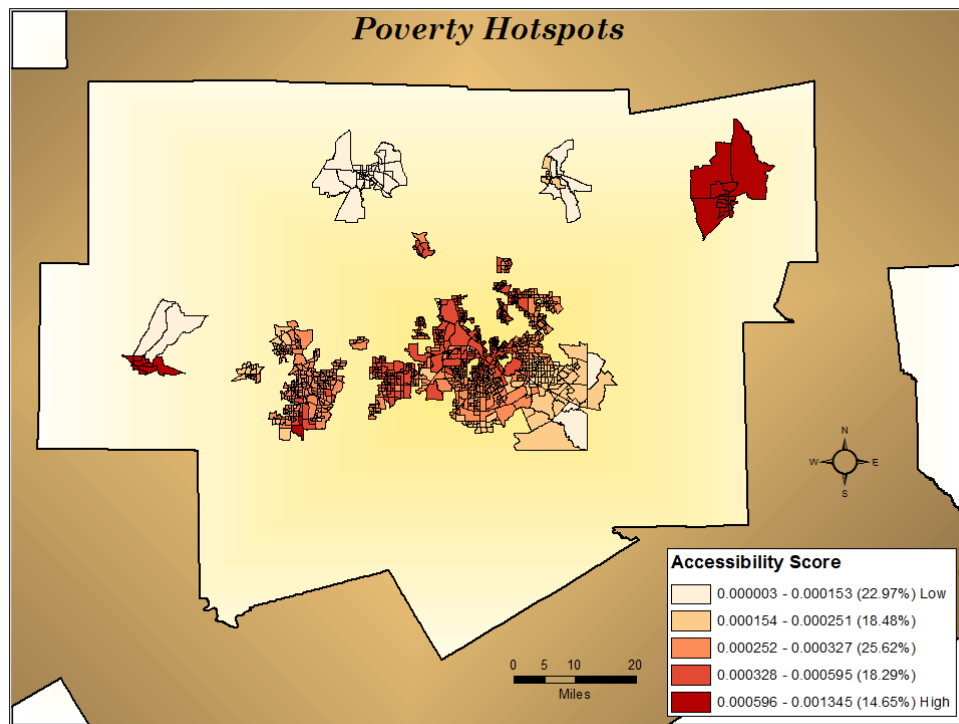 Poverty Hotspots
N
W E
S
Accessibility Score
0.000003 - 0.000153 (22.97%) Low
0.000154 - 0.000251 (18.48%)
0.000252 - 0.000327 (25.62%)
0.000328 - 0.000595 (18.29%)
0.000596 - 0.001345 (14.65%) High
0 5 10 20
Miles